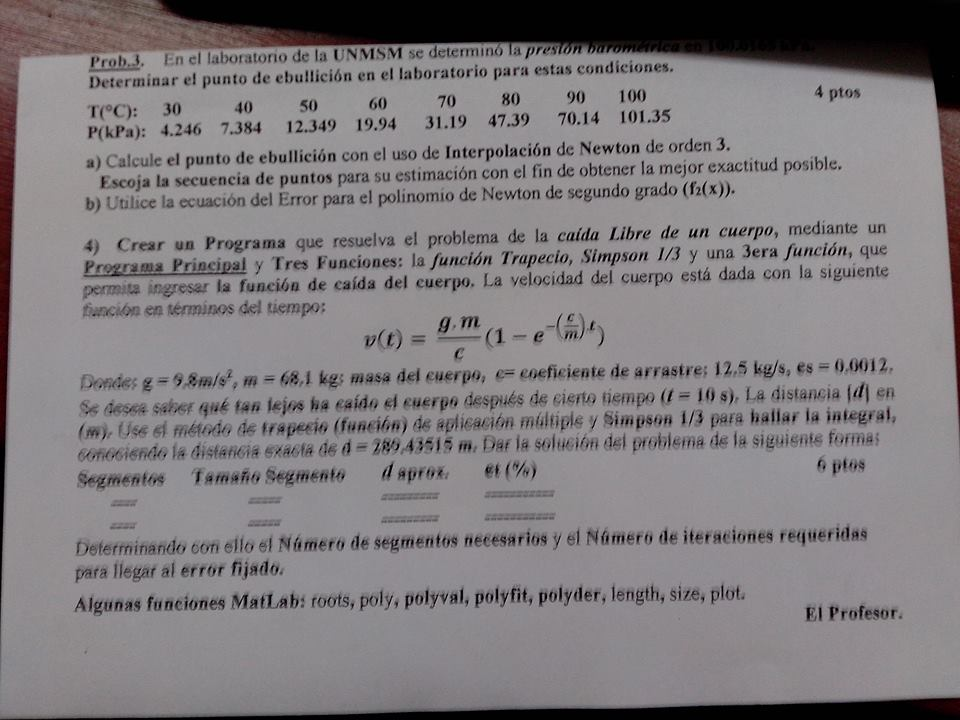 Prob.3. En el laboratorio de la UNMSM se determinó la presión barométrica en
Determinar el punto de ebullición en el laboratorio para estas condiciones.
T(°C): 30 40 50 60 70 80 90 100 4 ptos
P(kPa): 4.246 7.384 12.349 19.94 31.19 47.39 70.14 101.35
a) Calcule el punto de ebullición con el uso de Interpolación de Newton de orden 3.
Escoja la secuencia de puntos para su estimación con el fin de obtener la mejor exactitud posible.
b) Utilice la ecuación del Error para el polinomio de Newton de segundo grado (f₂(x)).
4) Crear un Programa que resuelva el problema de la caída Libre de un cuerpo, mediante un
Programa Principal y Tres Funciones: la función Trapecio, Simpson 1/3 y una 3era función, que
permita ingresar la función de caída del cuerpo. La velocidad del cuerpo está dada con la siguiente
función en términos del tiempo:
v(t) = g.m/c (1 − e^−(c/m).t)
Donde: g = 9.8m/s², m = 68.1 kg: masa del cuerpo, c= coeficiente de arrastre: 12.5 kg/s, es = 0.0012.
Se desea saber qué tan lejos ha caído el cuerpo después de cierto tiempo (t = 10 s). La distancia [d] en
(m). Use el método de trapecio (función) de aplicación múltiple y Simpson 1/3 para hallar la integral,
conociendo la distancia exacta de d = 289.43515 m. Dar la solución del problema de la siguiente forma:
Segmentos Tamaño Segmento d aprox. et (%) 6 ptos
==== ===== ========= ===========
==== ===== ========= ===========
Determinando con ello el Número de segmentos necesarios y el Número de iteraciones requeridas
para llegar al error fijado.
Algunas funciones MatLab: roots, poly, polyval, polyfit, polyder, length, size, plot.
El Profesor.